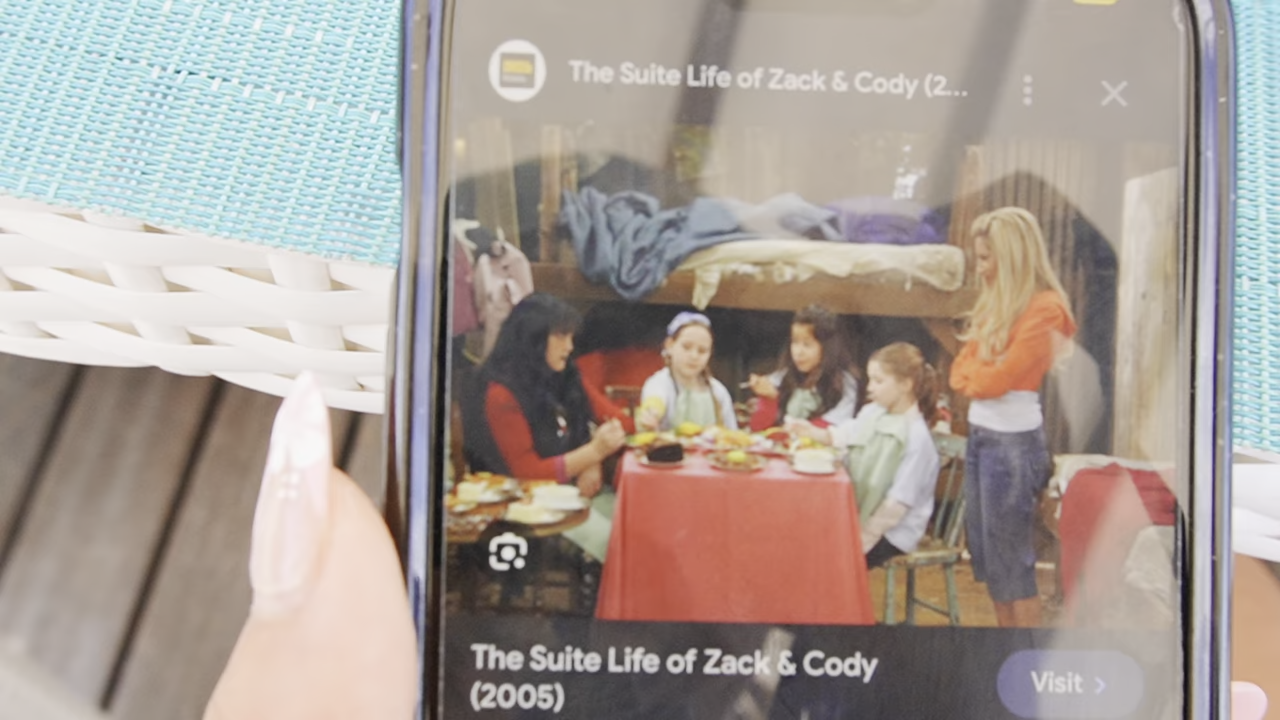 The Suite Life of Zack & Cody (2...
The Suite Life of Zack & Cody
(2005)
Visit >